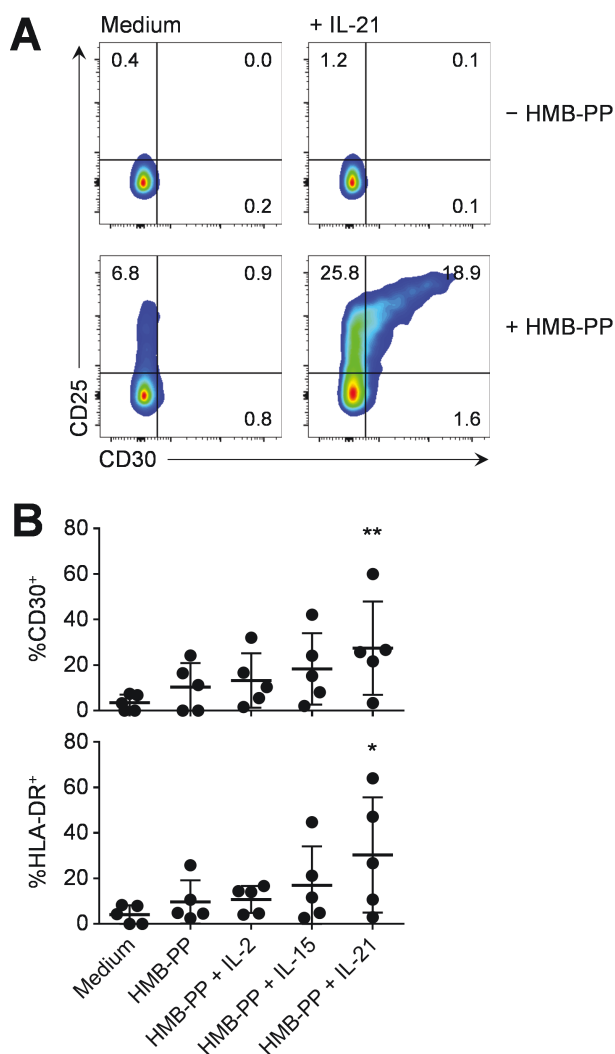 A
Medium
+ IL-21
0.4
0.0
1.2
0.1
− HMB-PP
0.2
0.1
6.8
0.9
25.8
18.9
+ HMB-PP
0.8
1.6
CD25
CD30
B
**
80
60
40
20
0
%CD30+
*
80
60
40
20
0
%HLA-DR+
Medium
HMB-PP
HMB-PP + IL-2
HMB-PP + IL-15
HMB-PP + IL-21